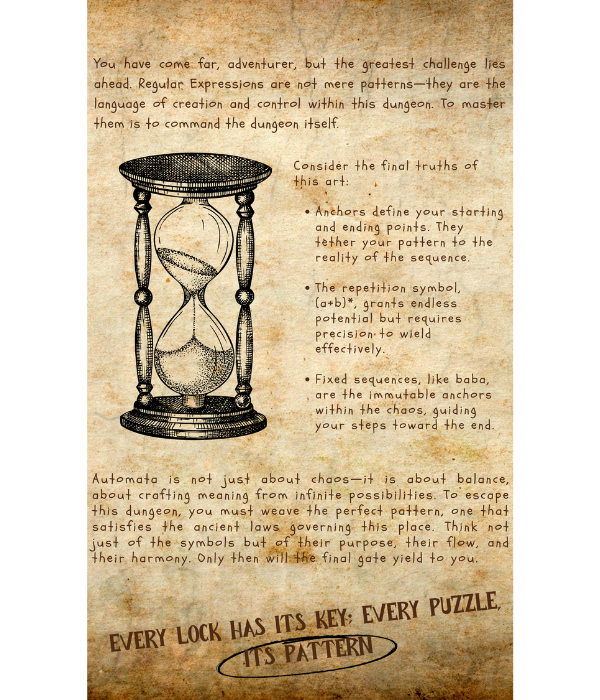 You have come far, adventurer, but the greatest challenge lies
ahead. Regular Expressions are not mere patterns—they are the
language of creation and control within this dungeon. To master
them is to command the dungeon itself.
Consider the final truths of
this art:
• Anchors define your starting
and ending points. They
tether your pattern to the
reality of the sequence.
• The repetition symbol,
(a+b)*, grants endless
potential but requires
precision to wield
effectively.
• Fixed sequences, like baba,
are the immutable anchors
within the chaos, guiding
your steps toward the end.
Automata is not just about chaos—it is about balance,
about crafting meaning from infinite possibilities. To escape
this dungeon, you must weave the perfect pattern, one that
satisfies the ancient laws governing this place. Think not
just of the symbols but of their purpose, their flow, and
their harmony. Only then will the final gate yield to you.
EVERY LOCK HAS ITS KEY; EVERY PUZZLE,
ITS PATTERN